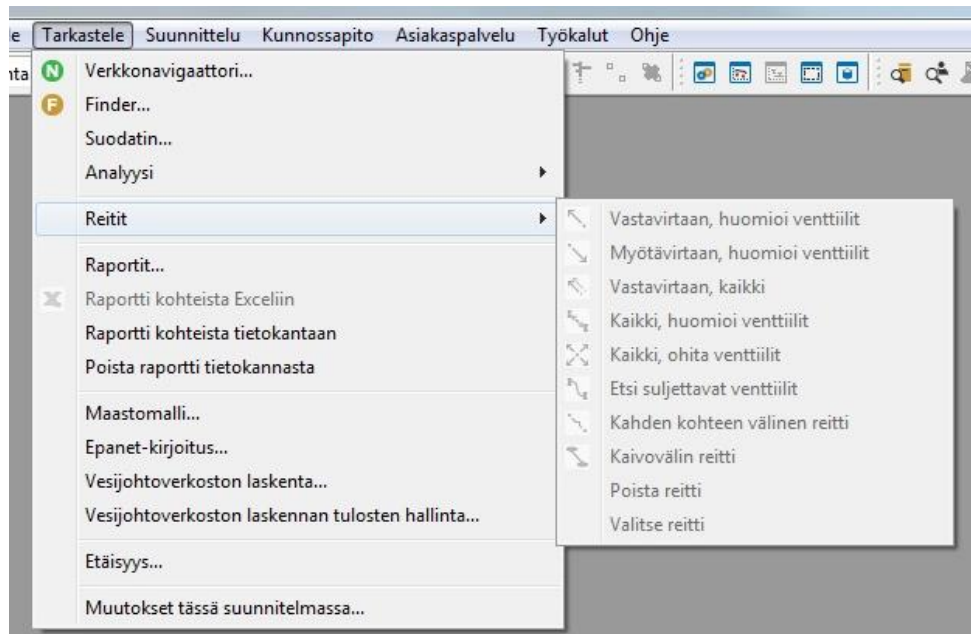 le Tarkastele Suunnittelu Kunnossapito Asiakaspalvelu Työkalut Ohje
nta
N Verkkonavigaattori...
F Finder...
Suodatin...
Analyysi
Reitit
Raportit...
Raportti kohteista Exceliin
Raportti kohteista tietokantaan
Poista raportti tietokannasta
Maastomalli...
Epanet-kirjoitus...
Vesijohtoverkoston laskenta...
Vesijohtoverkoston laskennan tulosten hallinta...
Etäisyys...
Muutokset tässä suunnitelmassa...
Vastavirtaan, huomioi venttiilit
Myötävirtaan, huomioi venttiilit
Vastavirtaan, kaikki
Kaikki, huomioi venttiilit
Kaikki, ohita venttiilit
Etsi suljettavat venttiilit
Kahden kohteen välinen reitti
Kaivovälin reitti
Poista reitti
Valitse reitti